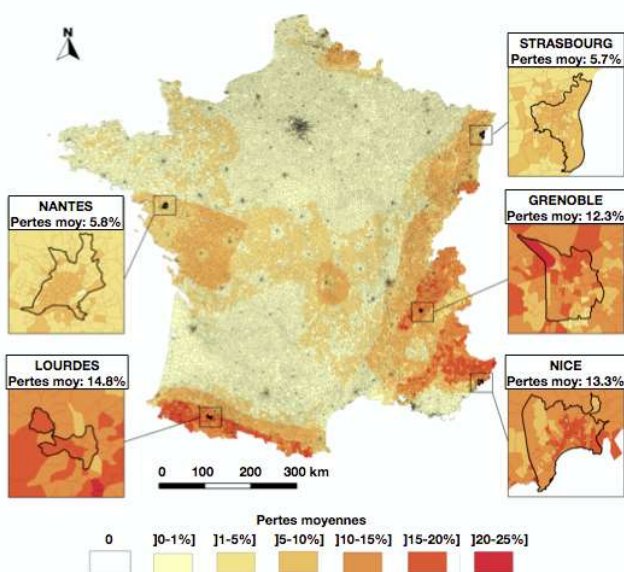 N
STRASBOURG
Pertes moy: 5.7%
NANTES
Pertes moy: 5.8%
GRENOBLE
Pertes moy: 12.3%
LOURDES
Pertes moy: 14.8%
NICE
Pertes moy: 13.3%
0 100 200 300 km
Pertes moyennes
0 ]0-1%] ]1-5%] ]5-10%] ]10-15%] ]15-20%] ]20-25%]